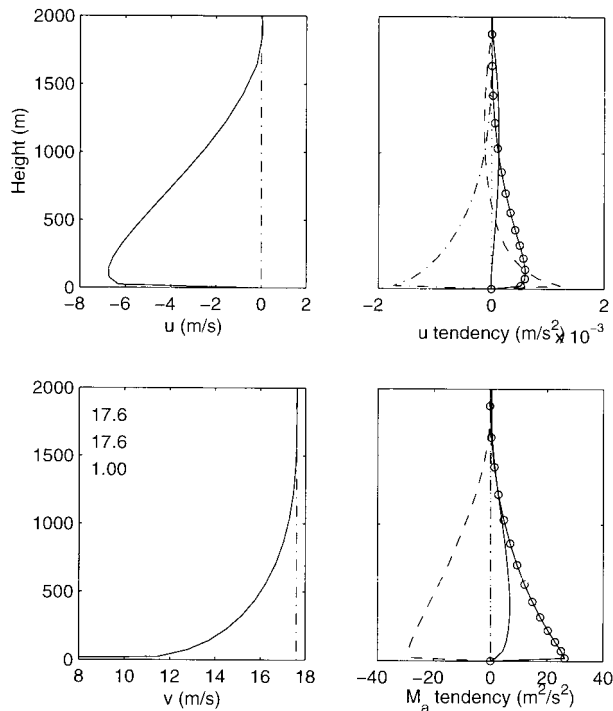 2000
1500
1000
500
0
Height (m)
−8 −6 −4 −2 0 2
u (m/s)
−2 0 2
u tendency (m/s²) x 10⁻³
2000
1500
1000
500
0
17.6
17.6
1.00
8 10 12 14 16 18
v (m/s)
−40 −20 0 20 40
Mₐ tendency (m²/s²)